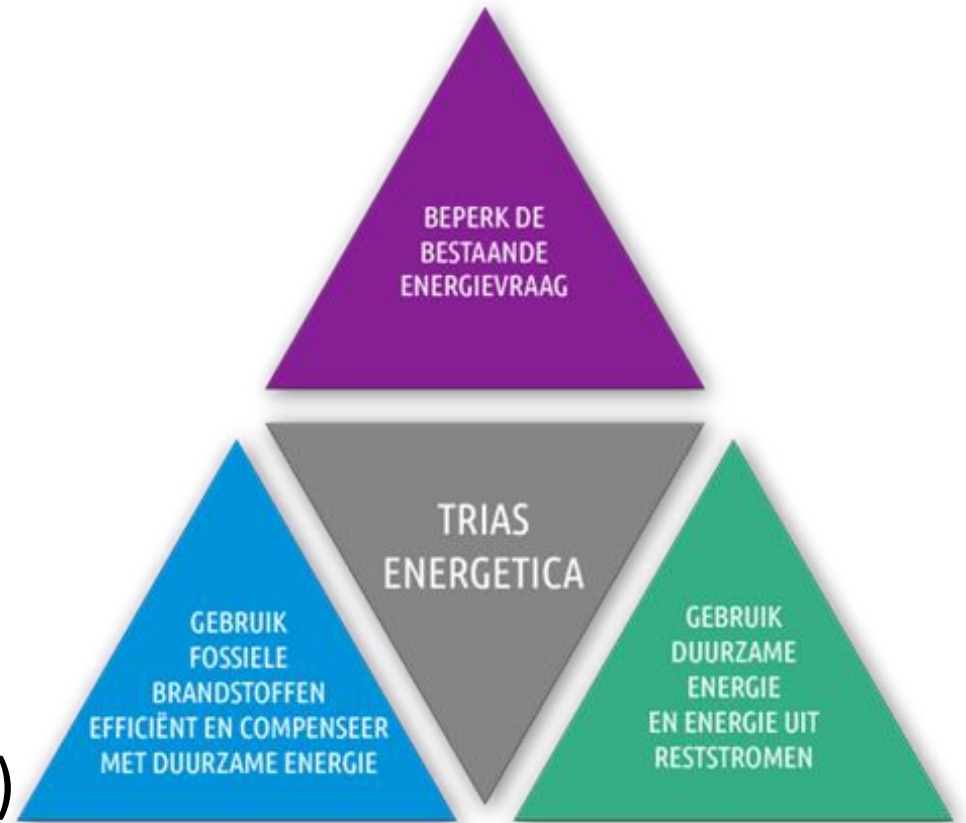 BEPERK DE
BESTAANDE
ENERGIEVRAAG
TRIAS
ENERGETICA
GEBRUIK
FOSSIELE
BRANDSTOFFEN
EFFICIËNT EN COMPENSEER
MET DUURZAME ENERGIE
GEBRUIK
DUURZAME
ENERGIE
EN ENERGIE UIT
RESTSTROMEN
)